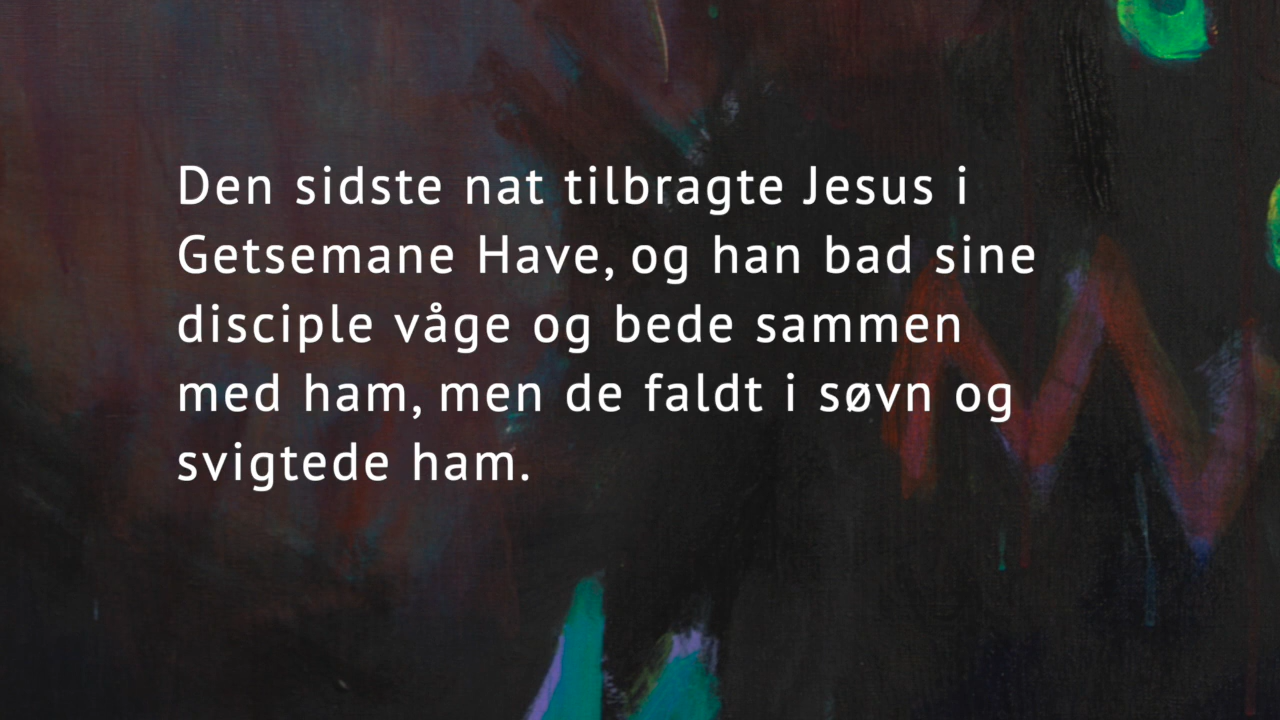 Den sidste nat tilbragte Jesus i
Getsemane Have, og han bad sine
disciple våge og bede sammen
med ham, men de faldt i søvn og
svigtede ham.